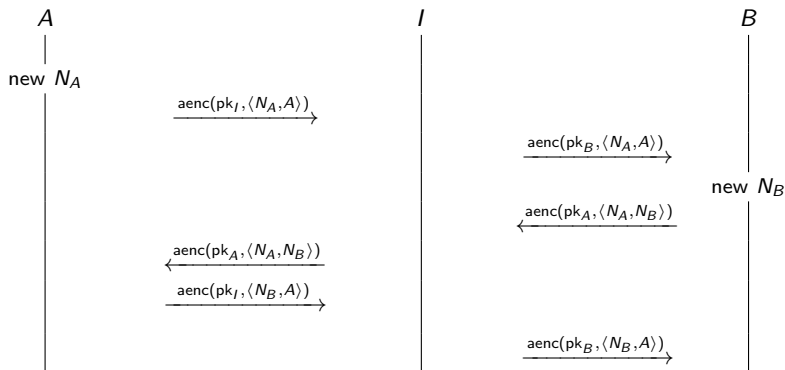 A I B
new N_A
aenc(pk_I,⟨N_A,A⟩)
aenc(pk_B,⟨N_A,A⟩)
new N_B
aenc(pk_A,⟨N_A,N_B⟩)
aenc(pk_A,⟨N_A,N_B⟩)
aenc(pk_I,⟨N_B,A⟩)
aenc(pk_B,⟨N_B,A⟩)